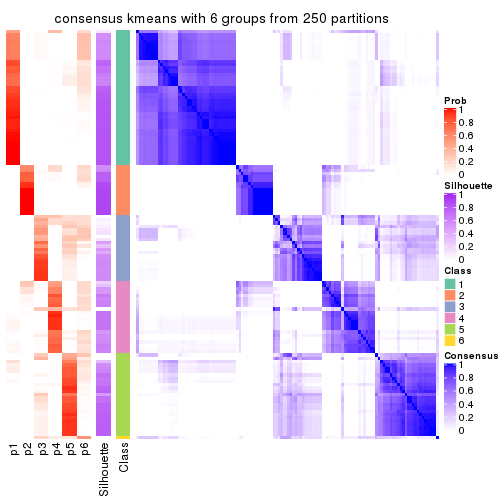 consensus kmeans with 6 groups from 250 partitions
Prob
1
0.8
0.6
0.4
0.2
0
Silhouette
1
0.8
0.6
0.4
0.2
0
Class
1
2
3
4
5
6
Consensus
1
0.8
0.6
0.4
0.2
0
p1
p2
p3
p4
p5
p6
Silhouette
Class